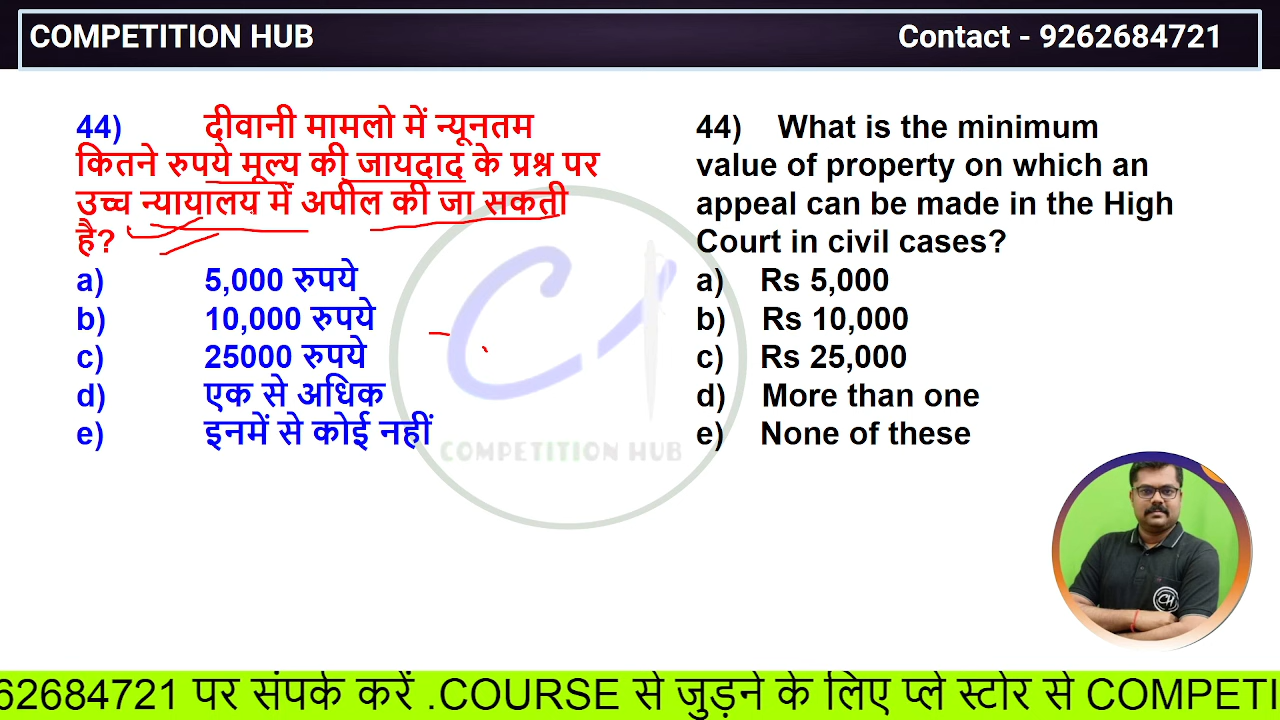 COMPETITION HUB
Contact - 9262684721
44) दीवानी मामलो में न्यूनतम
कितने रुपये मूल्य की जायदाद के प्रश्न पर
उच्च न्यायालय में अपील की जा सकती
है?
a) 5,000 रुपये
b) 10,000 रुपये
c) 25000 रुपये
d) एक से अधिक
e) इनमें से कोई नहीं
44) What is the minimum
value of property on which an
appeal can be made in the High
Court in civil cases?
a) Rs 5,000
b) Rs 10,000
c) Rs 25,000
d) More than one
e) None of these
COMPETITION HUB
CH
62684721 पर संपर्क करें .COURSE से जुड़ने के लिए प्ले स्टोर से COMPETI